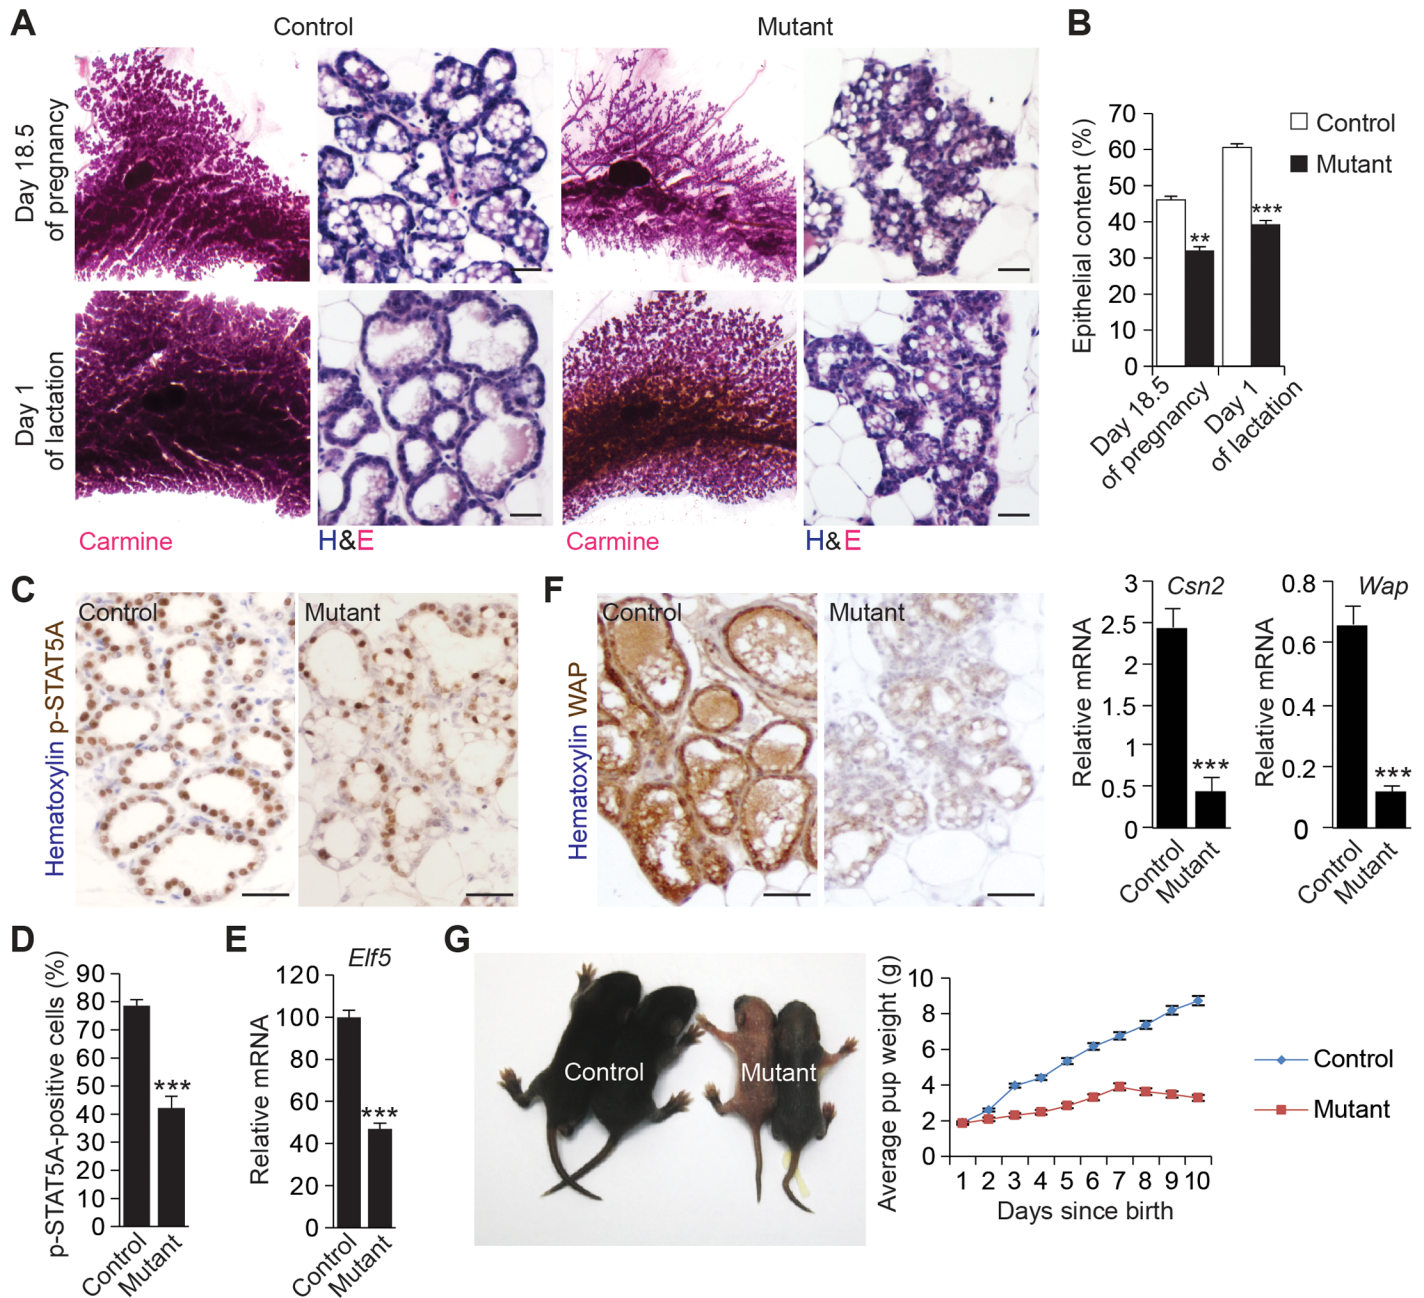 A
Control
Mutant
Day 18.5
of pregnancy
Day 1
of lactation
Carmine
H&E
Carmine
H&E
B
Epithelial content (%)
70
60
50
40
30
20
10
0
**
***
Control
Mutant
Day 18.5
of pregnancy
Day 1
of lactation
C
Hematoxylin p-STAT5A
Control
Mutant
F
Hematoxylin WAP
Control
Mutant
Csn2
Relative mRNA
3
2.5
2
1.5
1
0.5
0
***
Control
Mutant
Wap
Relative mRNA
0.8
0.6
0.4
0.2
0
***
Control
Mutant
D
p-STAT5A-positive cells (%)
90
80
70
60
50
40
30
20
10
0
***
Control
Mutant
E
Elf5
Relative mRNA
120
100
80
60
40
20
0
***
Control
Mutant
G
Control
Mutant
Average pup weight (g)
10
8
6
4
2
0
1 2 3 4 5 6 7 8 9 10
Days since birth
Control
Mutant